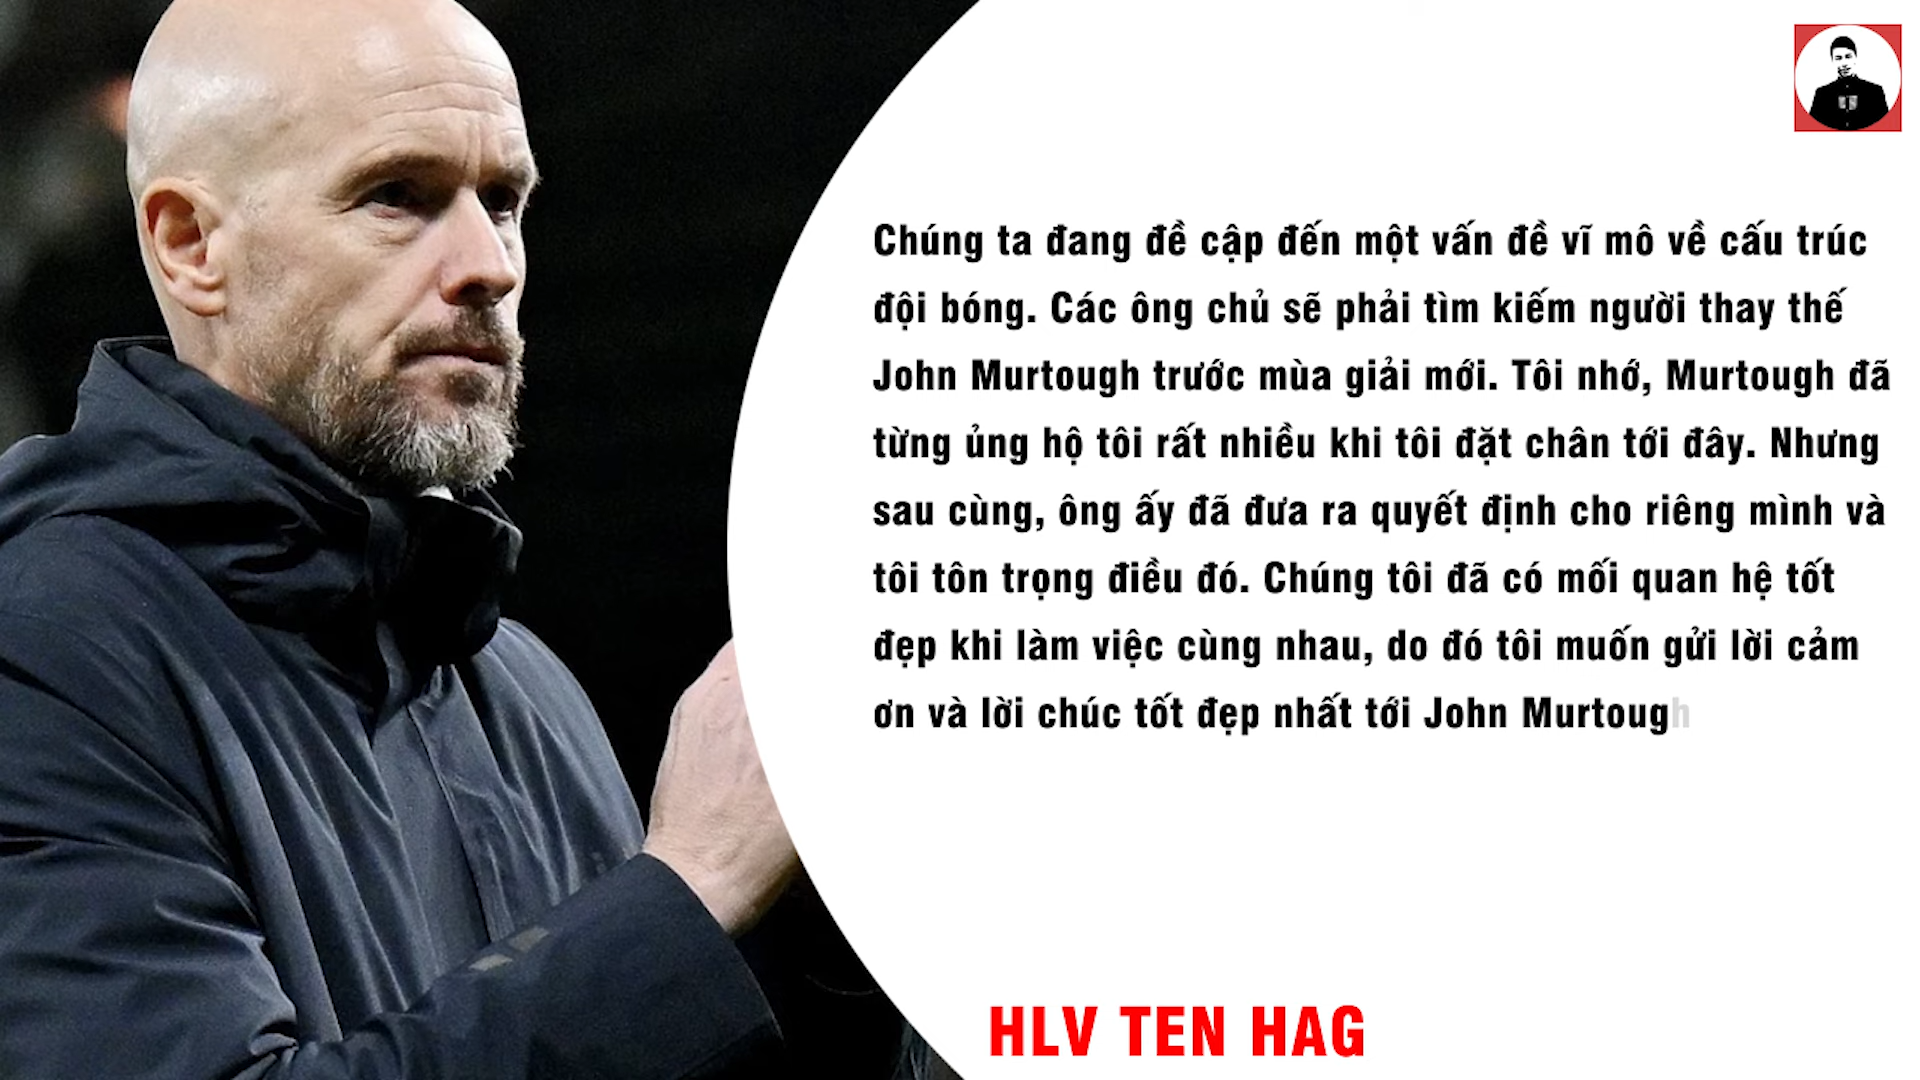 Chúng ta đang đề cập đến một vấn đề vĩ mô về cấu trúc
đội bóng. Các ông chủ sẽ phải tìm kiếm người thay thế
John Murtough trước mùa giải mới. Tôi nhớ, Murtough đã
từng ủng hộ tôi rất nhiều khi tôi đặt chân tới đây. Nhưng
sau cùng, ông ấy đã đưa ra quyết định cho riêng mình và
tôi tôn trọng điều đó. Chúng tôi đã có mối quan hệ tốt
đẹp khi làm việc cùng nhau, do đó tôi muốn gửi lời cảm
ơn và lời chúc tốt đẹp nhất tới John Murtough
HLV TEN HAG